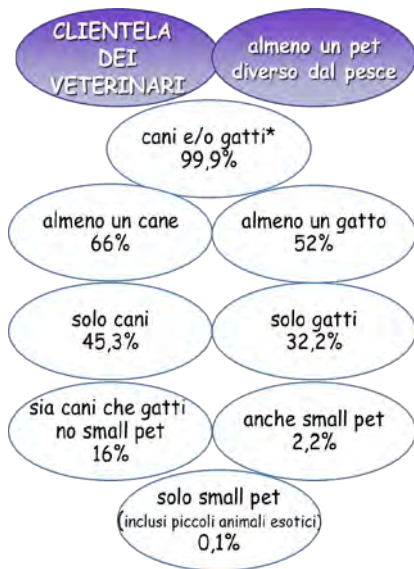 CLIENTELA
DEI
VETERINARI
almeno un pet
diverso dal pesce
cani e/o gatti*
99,9%
almeno un cane
66%
almeno un gatto
52%
solo cani
45,3%
solo gatti
32,2%
sia cani che gatti
no small pet
16%
anche small pet
2,2%
solo small pet
(inclusi piccoli animali esotici)
0,1%